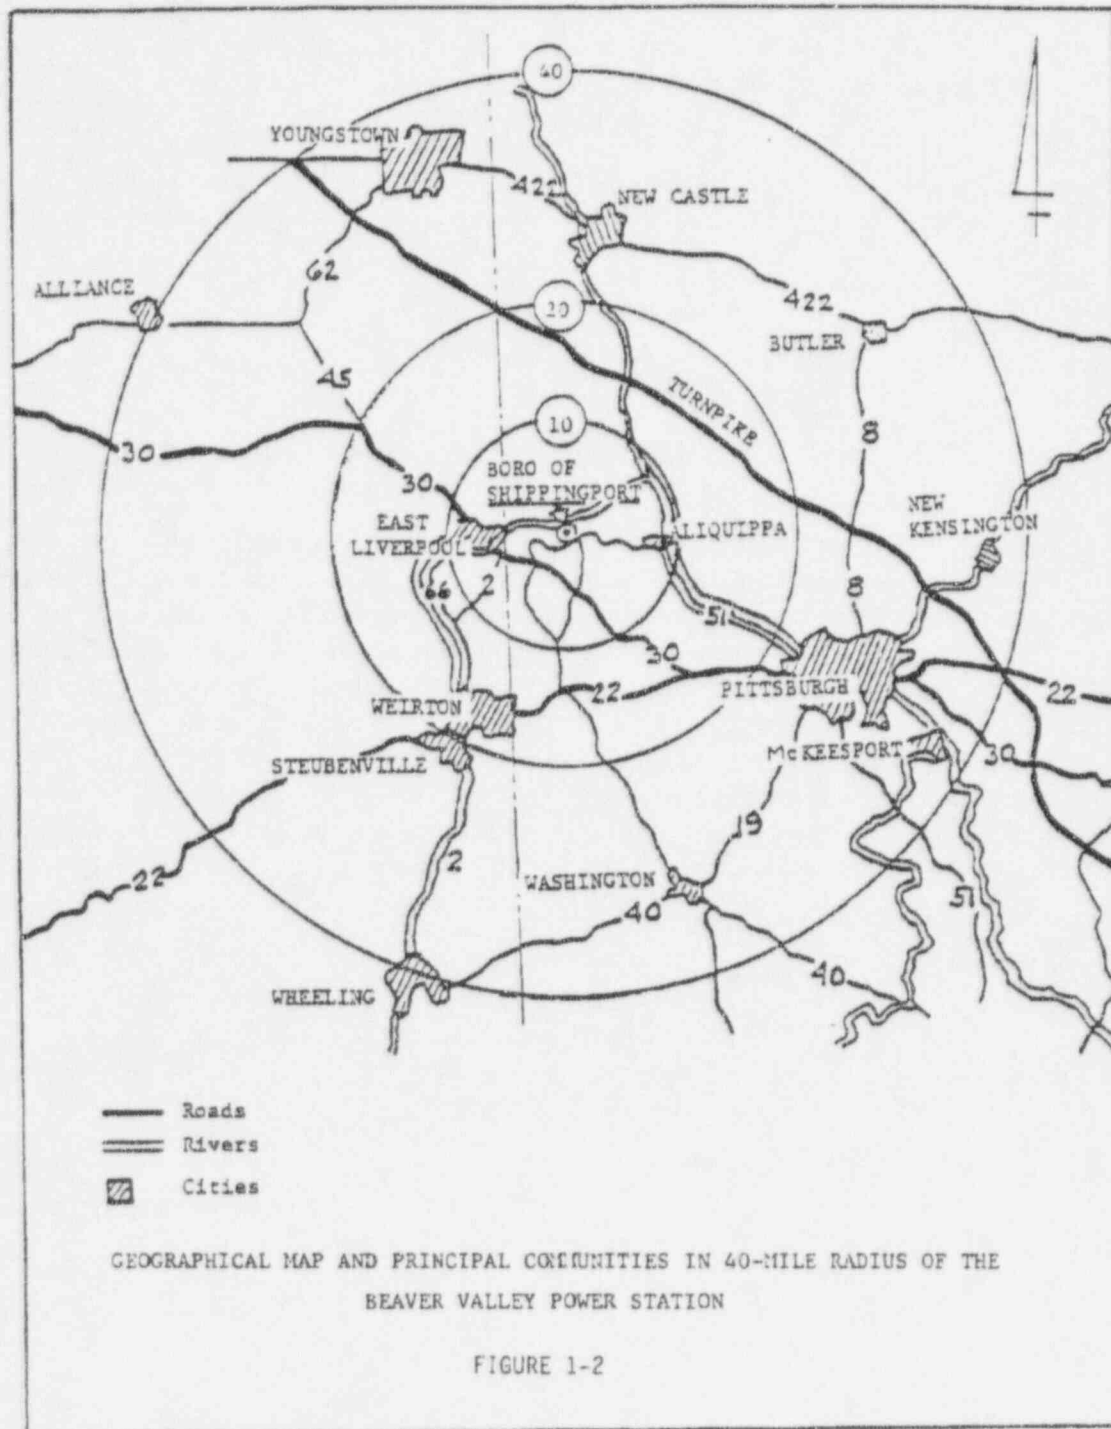 40
YOUNGSTOWN
422
NEW CASTLE
62
ALLIANCE
20
422
BUTLER
45
TURNPIKE
10
8
30
BORO OF
SHIPPINGPORT
30
NEW
KENSINGTON
EAST
LIVERPOOL
ALIQUIPPA
66
2
8
51
30
22
PITTSBURGH
22
WEIRTON
McKEESPORT
30
STEUBENVILLE
19
2
22
WASHINGTON
40
51
40
WHEELING
Roads
Rivers
Cities
GEOGRAPHICAL MAP AND PRINCIPAL COMMUNITIES IN 40-MILE RADIUS OF THE
BEAVER VALLEY POWER STATION
FIGURE 1-2